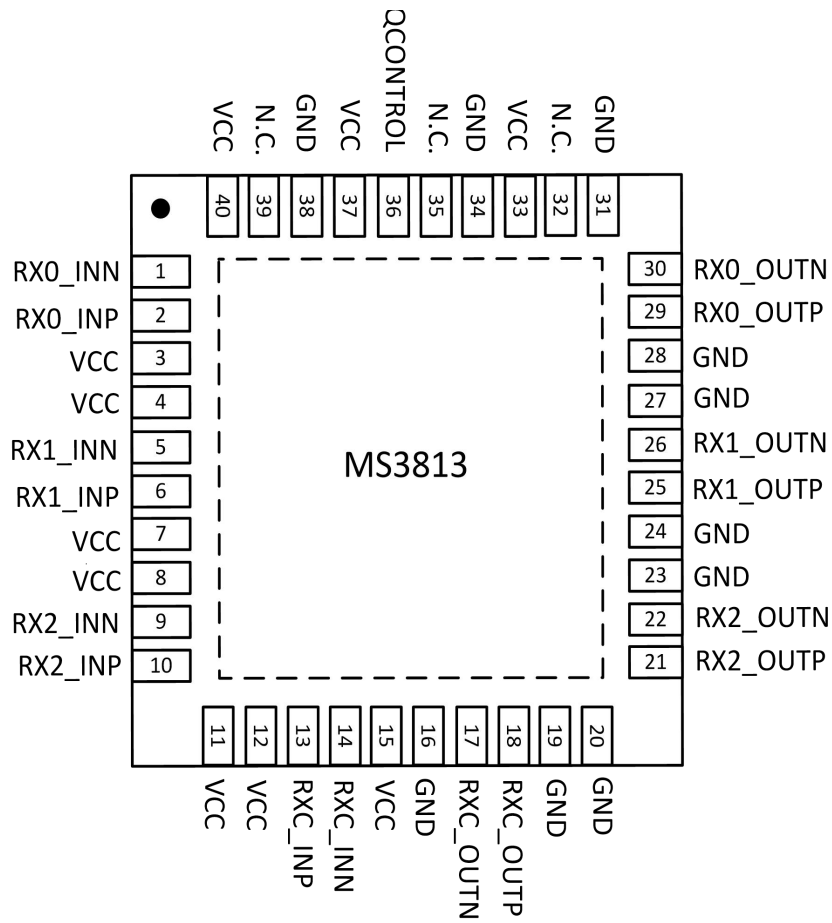 VCC N.C. GND VCC QCONTROL N.C. GND VCC N.C. GND
40 39 38 37 36 35 34 33 32 31
RX0_INN 1
RX0_INP 2
VCC 3
VCC 4
RX1_INN 5
RX1_INP 6
VCC 7
VCC 8
RX2_INN 9
RX2_INP 10
MS3813
30 RX0_OUTN
29 RX0_OUTP
28 GND
27 GND
26 RX1_OUTN
25 RX1_OUTP
24 GND
23 GND
22 RX2_OUTN
21 RX2_OUTP
11 12 13 14 15 16 17 18 19 20
VCC VCC RXC_INP RXC_INN VCC GND RXC_OUTN RXC_OUTP GND GND